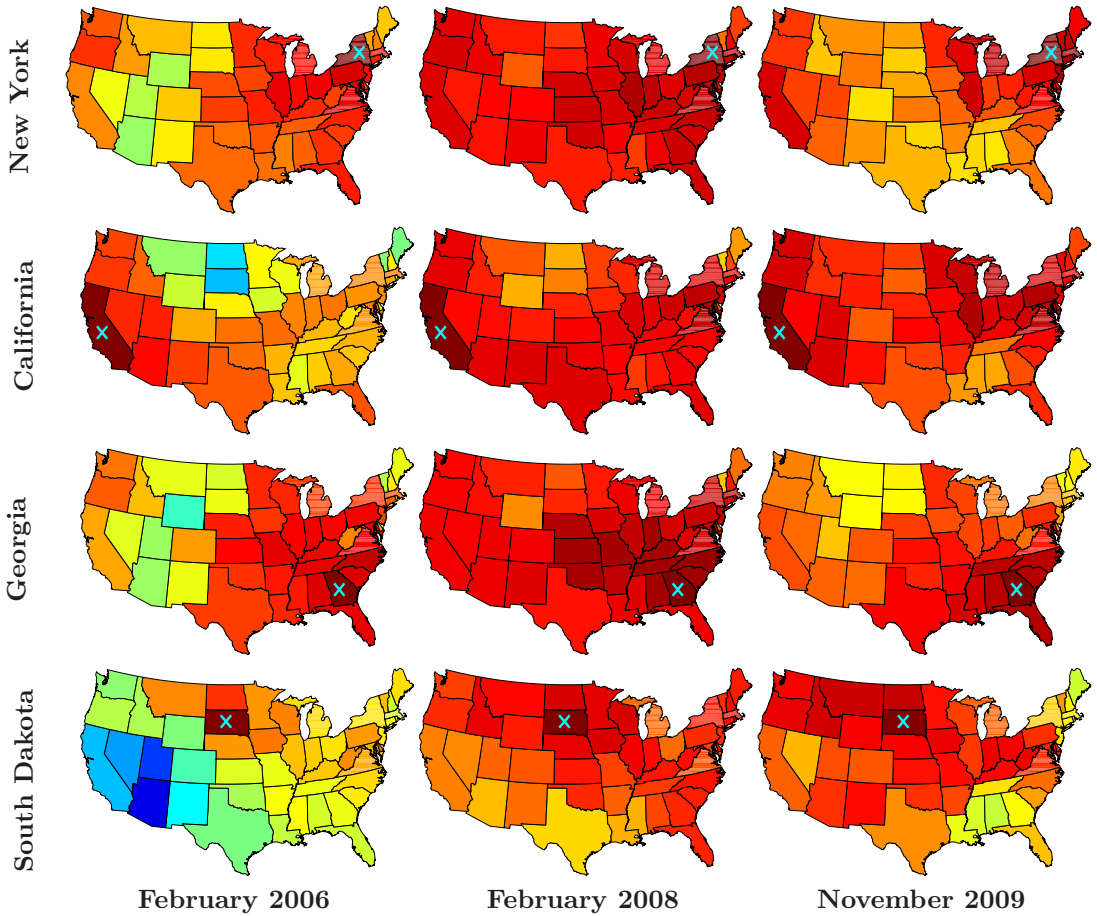 New York
California
Georgia
South Dakota
February 2006
February 2008
November 2009